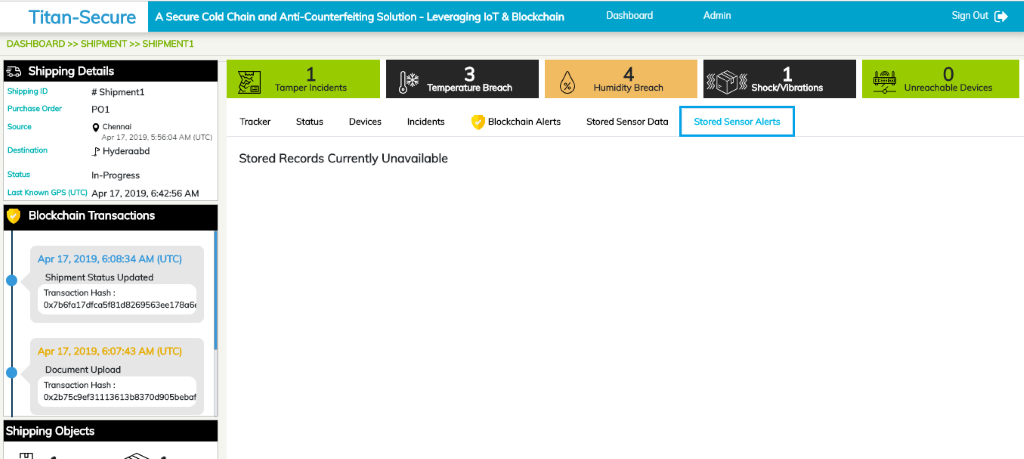 Titan-Secure
A Secure Cold Chain and Anti-Counterfeiting Solution - Leveraging IoT & Blockchain
Dashboard
Admin
Sign Out
DASHBOARD >> SHIPMENT >> SHIPMENT1
Shipping Details
Shipping ID # Shipment1
Purchase Order PO1
Source Chennai
Apr 17, 2019, 5:56:04 AM (UTC)
Destination Hyderaabd
Status In-Progress
Last Known GPS (UTC) Apr 17, 2019, 6:42:56 AM
Blockchain Transactions
Apr 17, 2019, 6:08:34 AM (UTC)
Shipment Status Updated
Transaction Hash :
0x7b6fa17dfca5f81d8269563ee178a6
Apr 17, 2019, 6:07:43 AM (UTC)
Document Upload
Transaction Hash :
0x2b75c9ef31113613b8370d905bebaf
Shipping Objects
1
Tamper Incidents
3
Temperature Breach
4
Humidity Breach
1
Shock/Vibrations
0
Unreachable Devices
Tracker
Status
Devices
Incidents
Blockchain Alerts
Stored Sensor Data
Stored Sensor Alerts
Stored Records Currently Unavailable